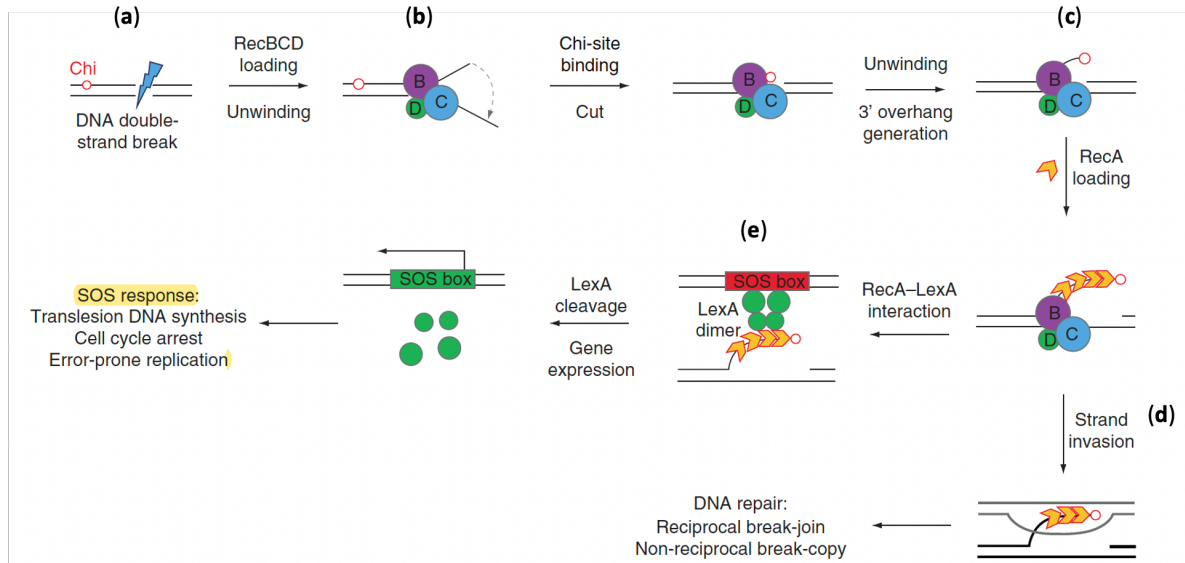 (a)
(b)
(c)
Chi
DNA double-
strand break
RecBCD
loading
Unwinding
B
D
C
Chi-site
binding
Cut
B
D
C
Unwinding
3' overhang
generation
B
D
C
RecA
loading
(e)
SOS response:
Translesion DNA synthesis
Cell cycle arrest
Error-prone replication
SOS box
LexA
cleavage
Gene
expression
SOS box
LexA
dimer
RecA–LexA
interaction
B
D
C
(d)
Strand
invasion
DNA repair:
Reciprocal break-join
Non-reciprocal break-copy